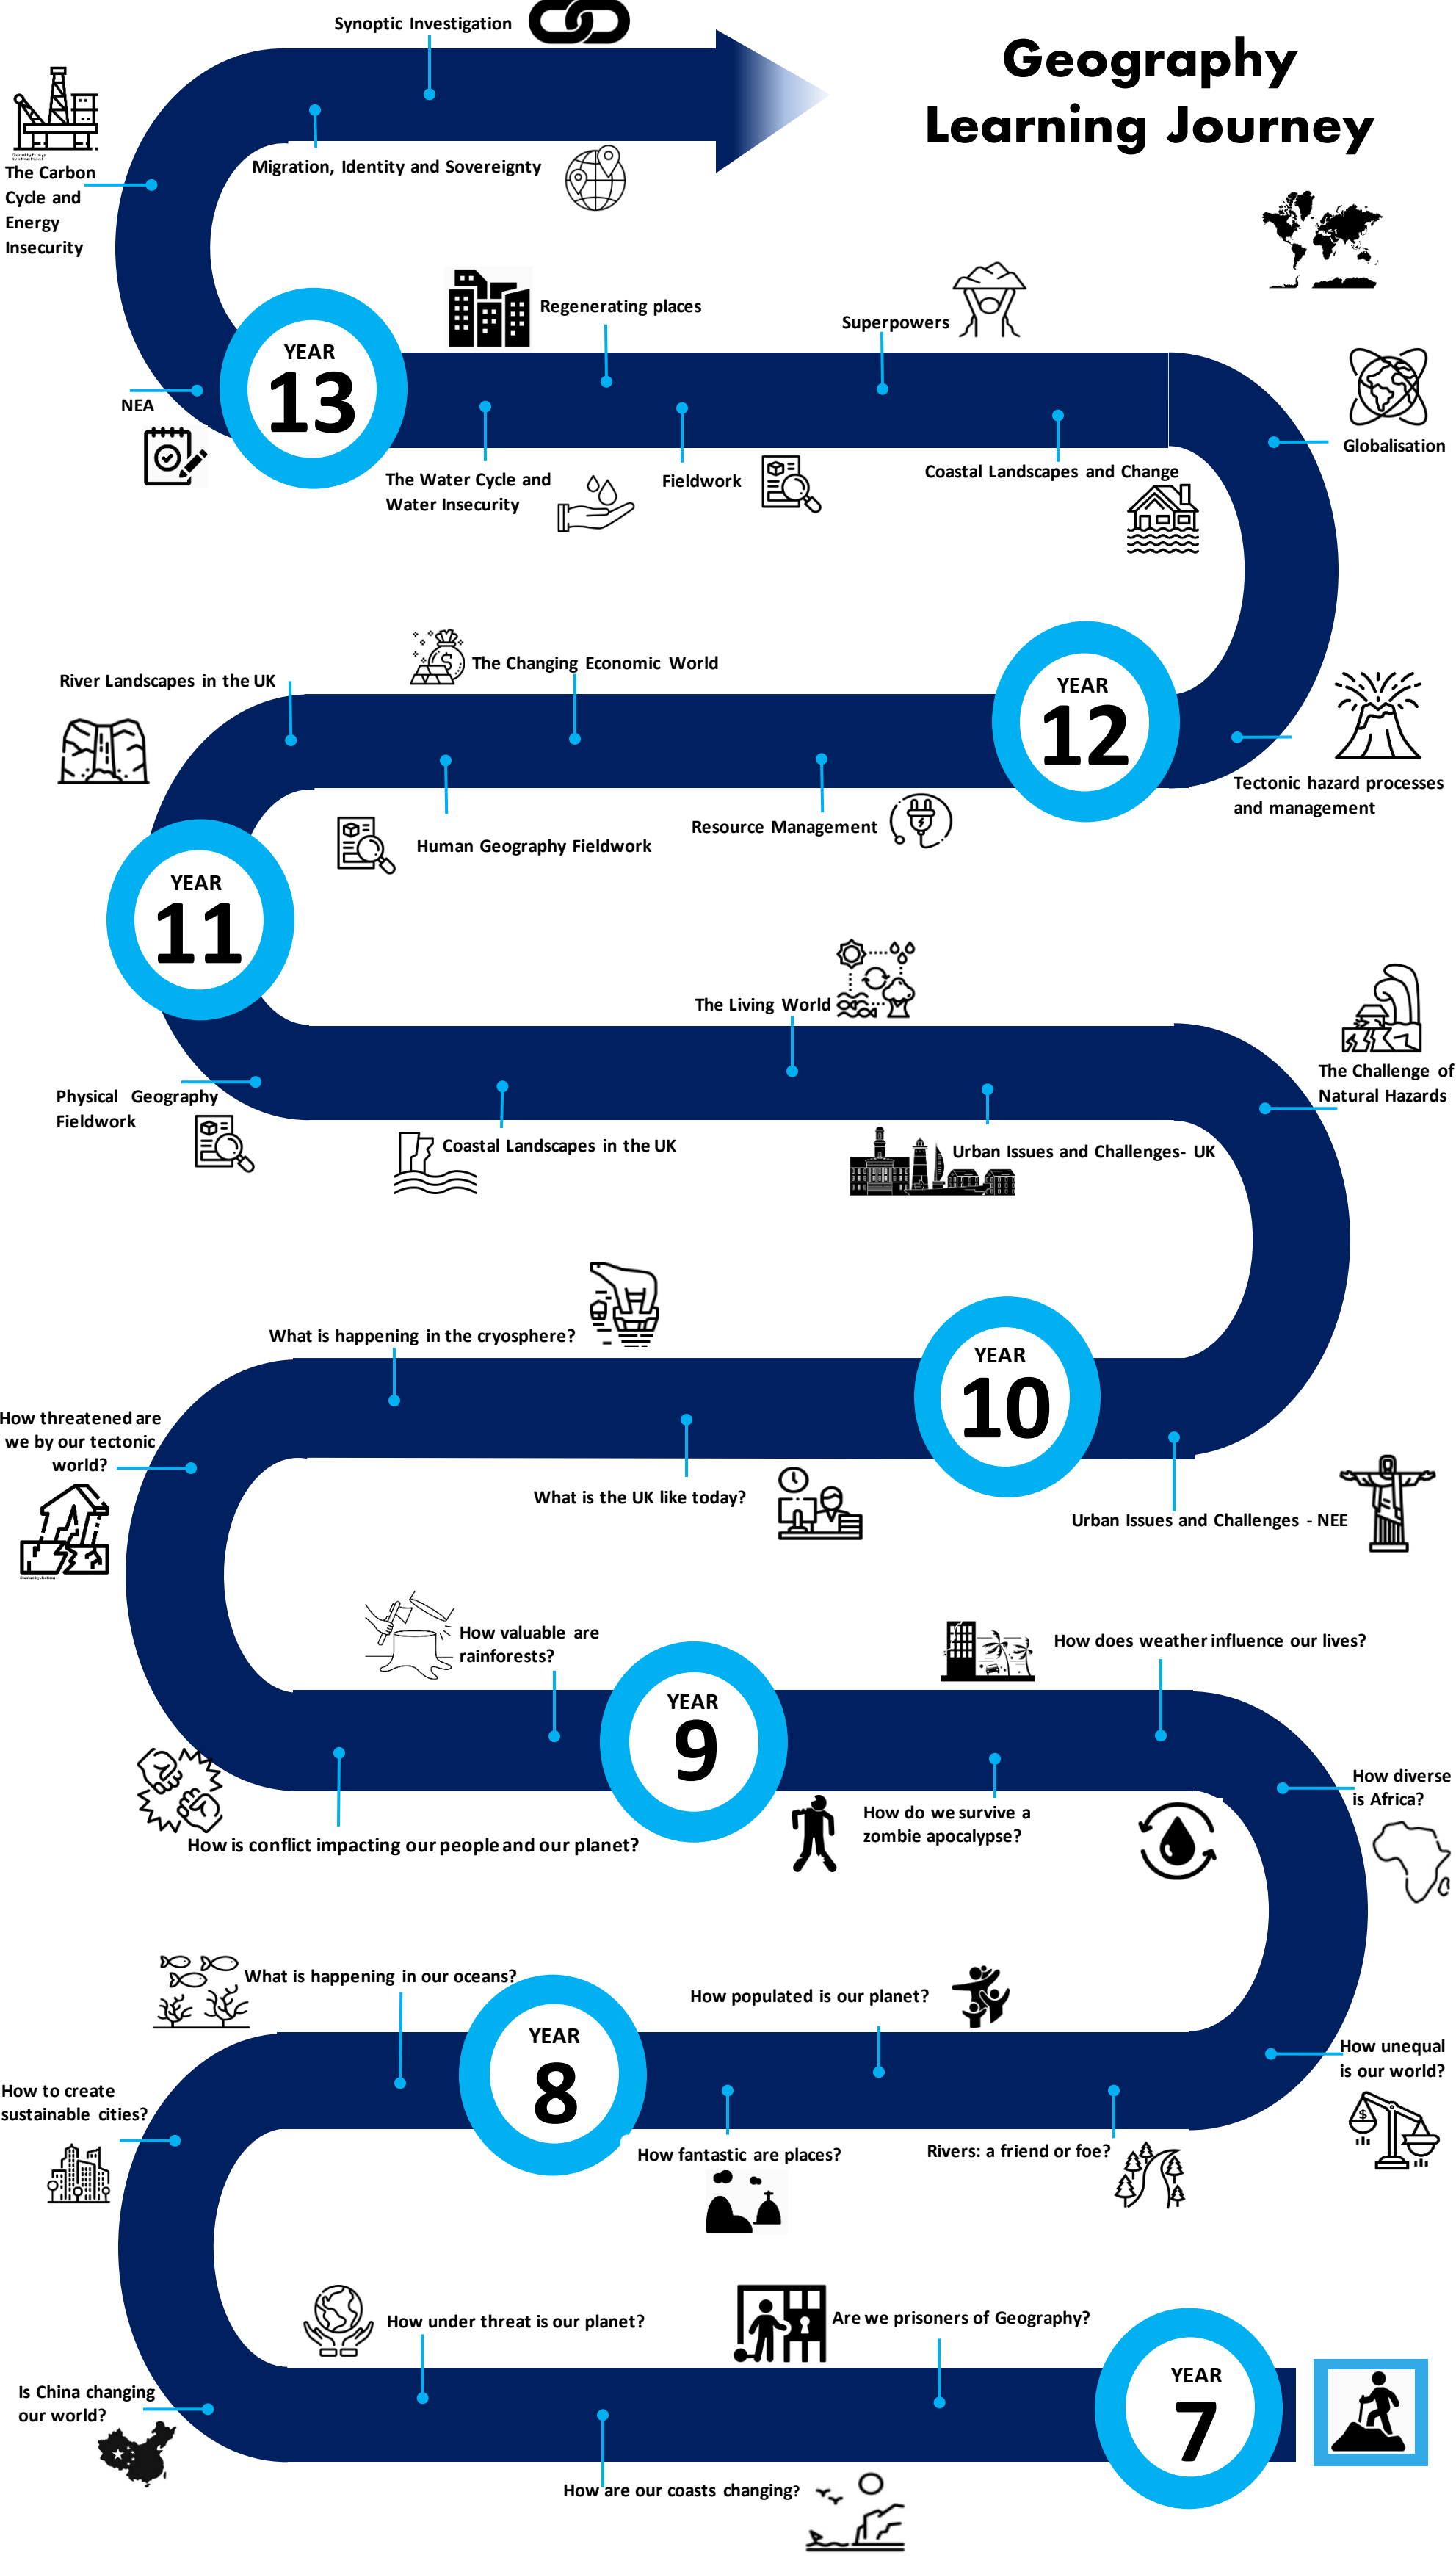 Synoptic Investigation
Geography
Learning Journey
Migration, Identity and Sovereignty
The Carbon
Cycle and
Energy
Insecurity
Regenerating places
Superpowers
YEAR
13
NEA
Globalisation
The Water Cycle and
Water Insecurity
Fieldwork
Coastal Landscapes and Change
The Changing Economic World
River Landscapes in the UK
YEAR
12
Tectonic hazard processes
and management
Resource Management
Human Geography Fieldwork
YEAR
11
The Living World
The Challenge of
Natural Hazards
Physical Geography
Fieldwork
Coastal Landscapes in the UK
Urban Issues and Challenges- UK
What is happening in the cryosphere?
YEAR
10
How threatened are
we by our tectonic
world?
What is the UK like today?
Urban Issues and Challenges - NEE
How valuable are
rainforests?
How does weather influence our lives?
YEAR
9
How diverse
is Africa?
How do we survive a
zombie apocalypse?
How is conflict impacting our people and our planet?
What is happening in our oceans?
How populated is our planet?
YEAR
8
How unequal
is our world?
How to create
sustainable cities?
How fantastic are places?
Rivers: a friend or foe?
How under threat is our planet?
Are we prisoners of Geography?
YEAR
7
Is China changing
our world?
How are our coasts changing?